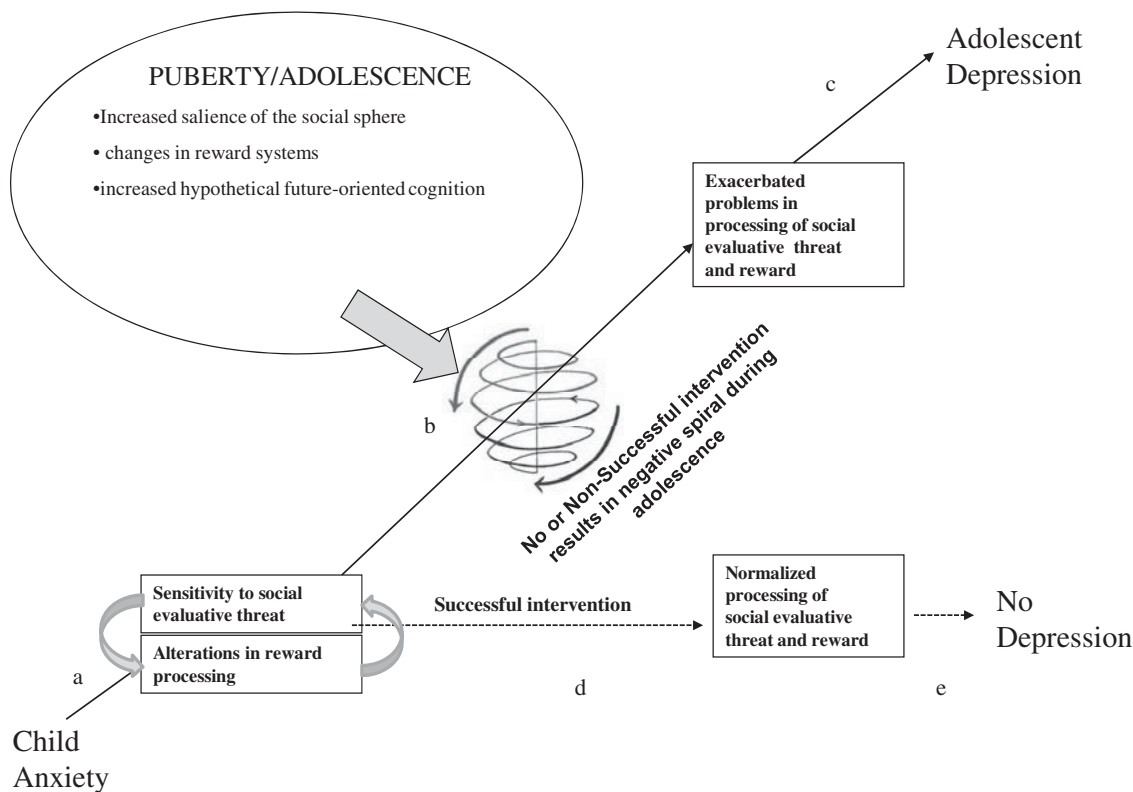 PUBERTY/ADOLESCENCE
•Increased salience of the social sphere
• changes in reward systems
•increased hypothetical future-oriented cognition
Adolescent
Depression
c
Exacerbated
problems in
processing of social
evaluative threat
and reward
b
No or Non-Successful intervention
results in negative spiral during
adolescence
Sensitivity to social
evaluative threat
Alterations in reward
processing
Successful intervention
Normalized
processing of
social evaluative
threat and reward
No
Depression
a
d
e
Child
Anxiety